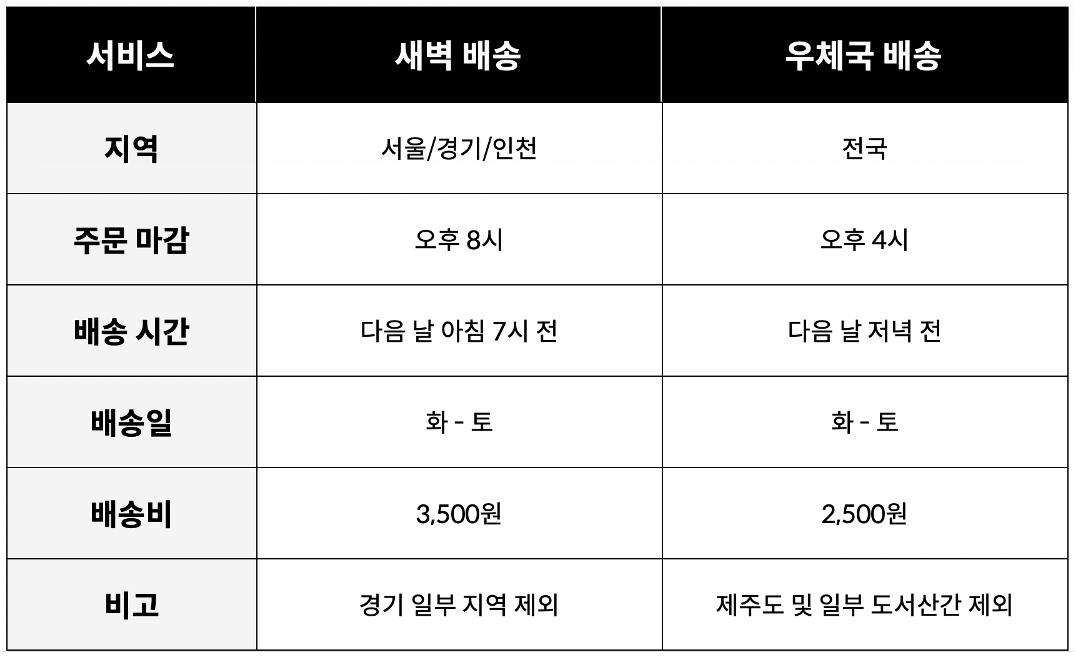 서비스 새벽 배송 우체국 배송
지역 서울/경기/인천 전국
주문 마감 오후 8시 오후 4시
배송 시간 다음 날 아침 7시 전 다음 날 저녁 전
배송일 화 - 토 화 - 토
배송비 3,500원 2,500원
비고 경기 일부 지역 제외 제주도 및 일부 도서산간 제외